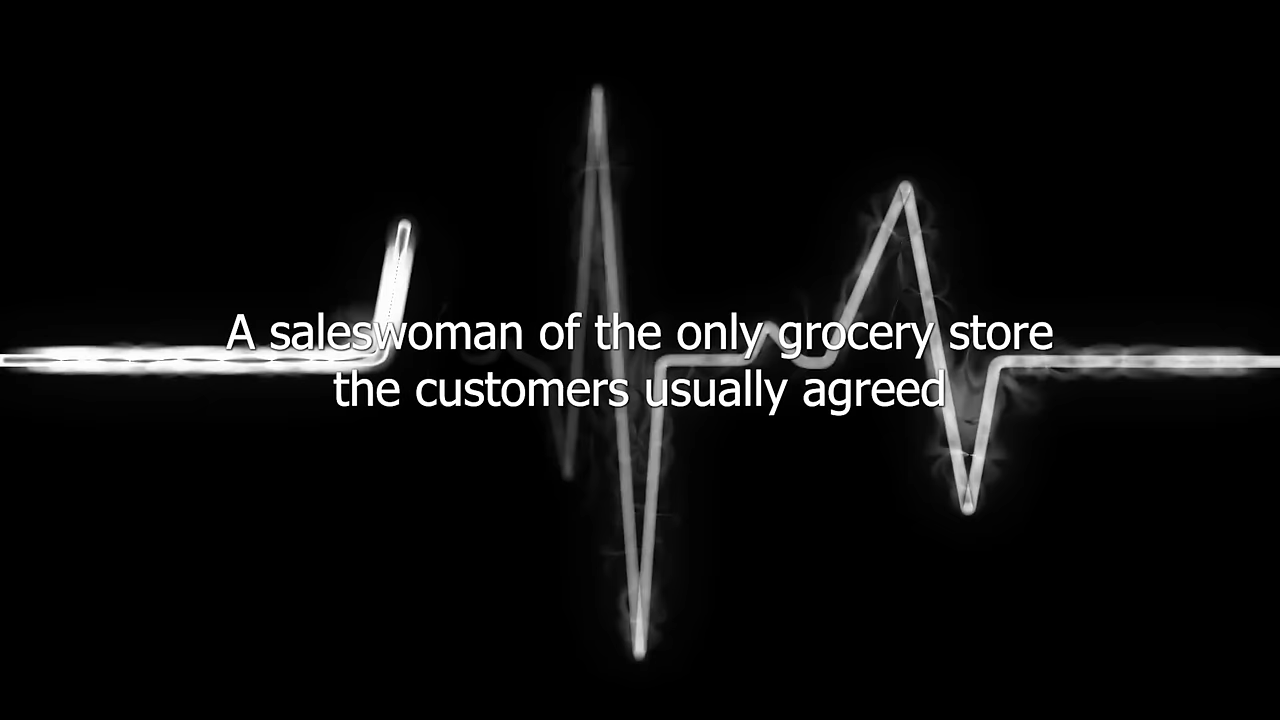 A saleswoman of the only grocery store
the customers usually agreed